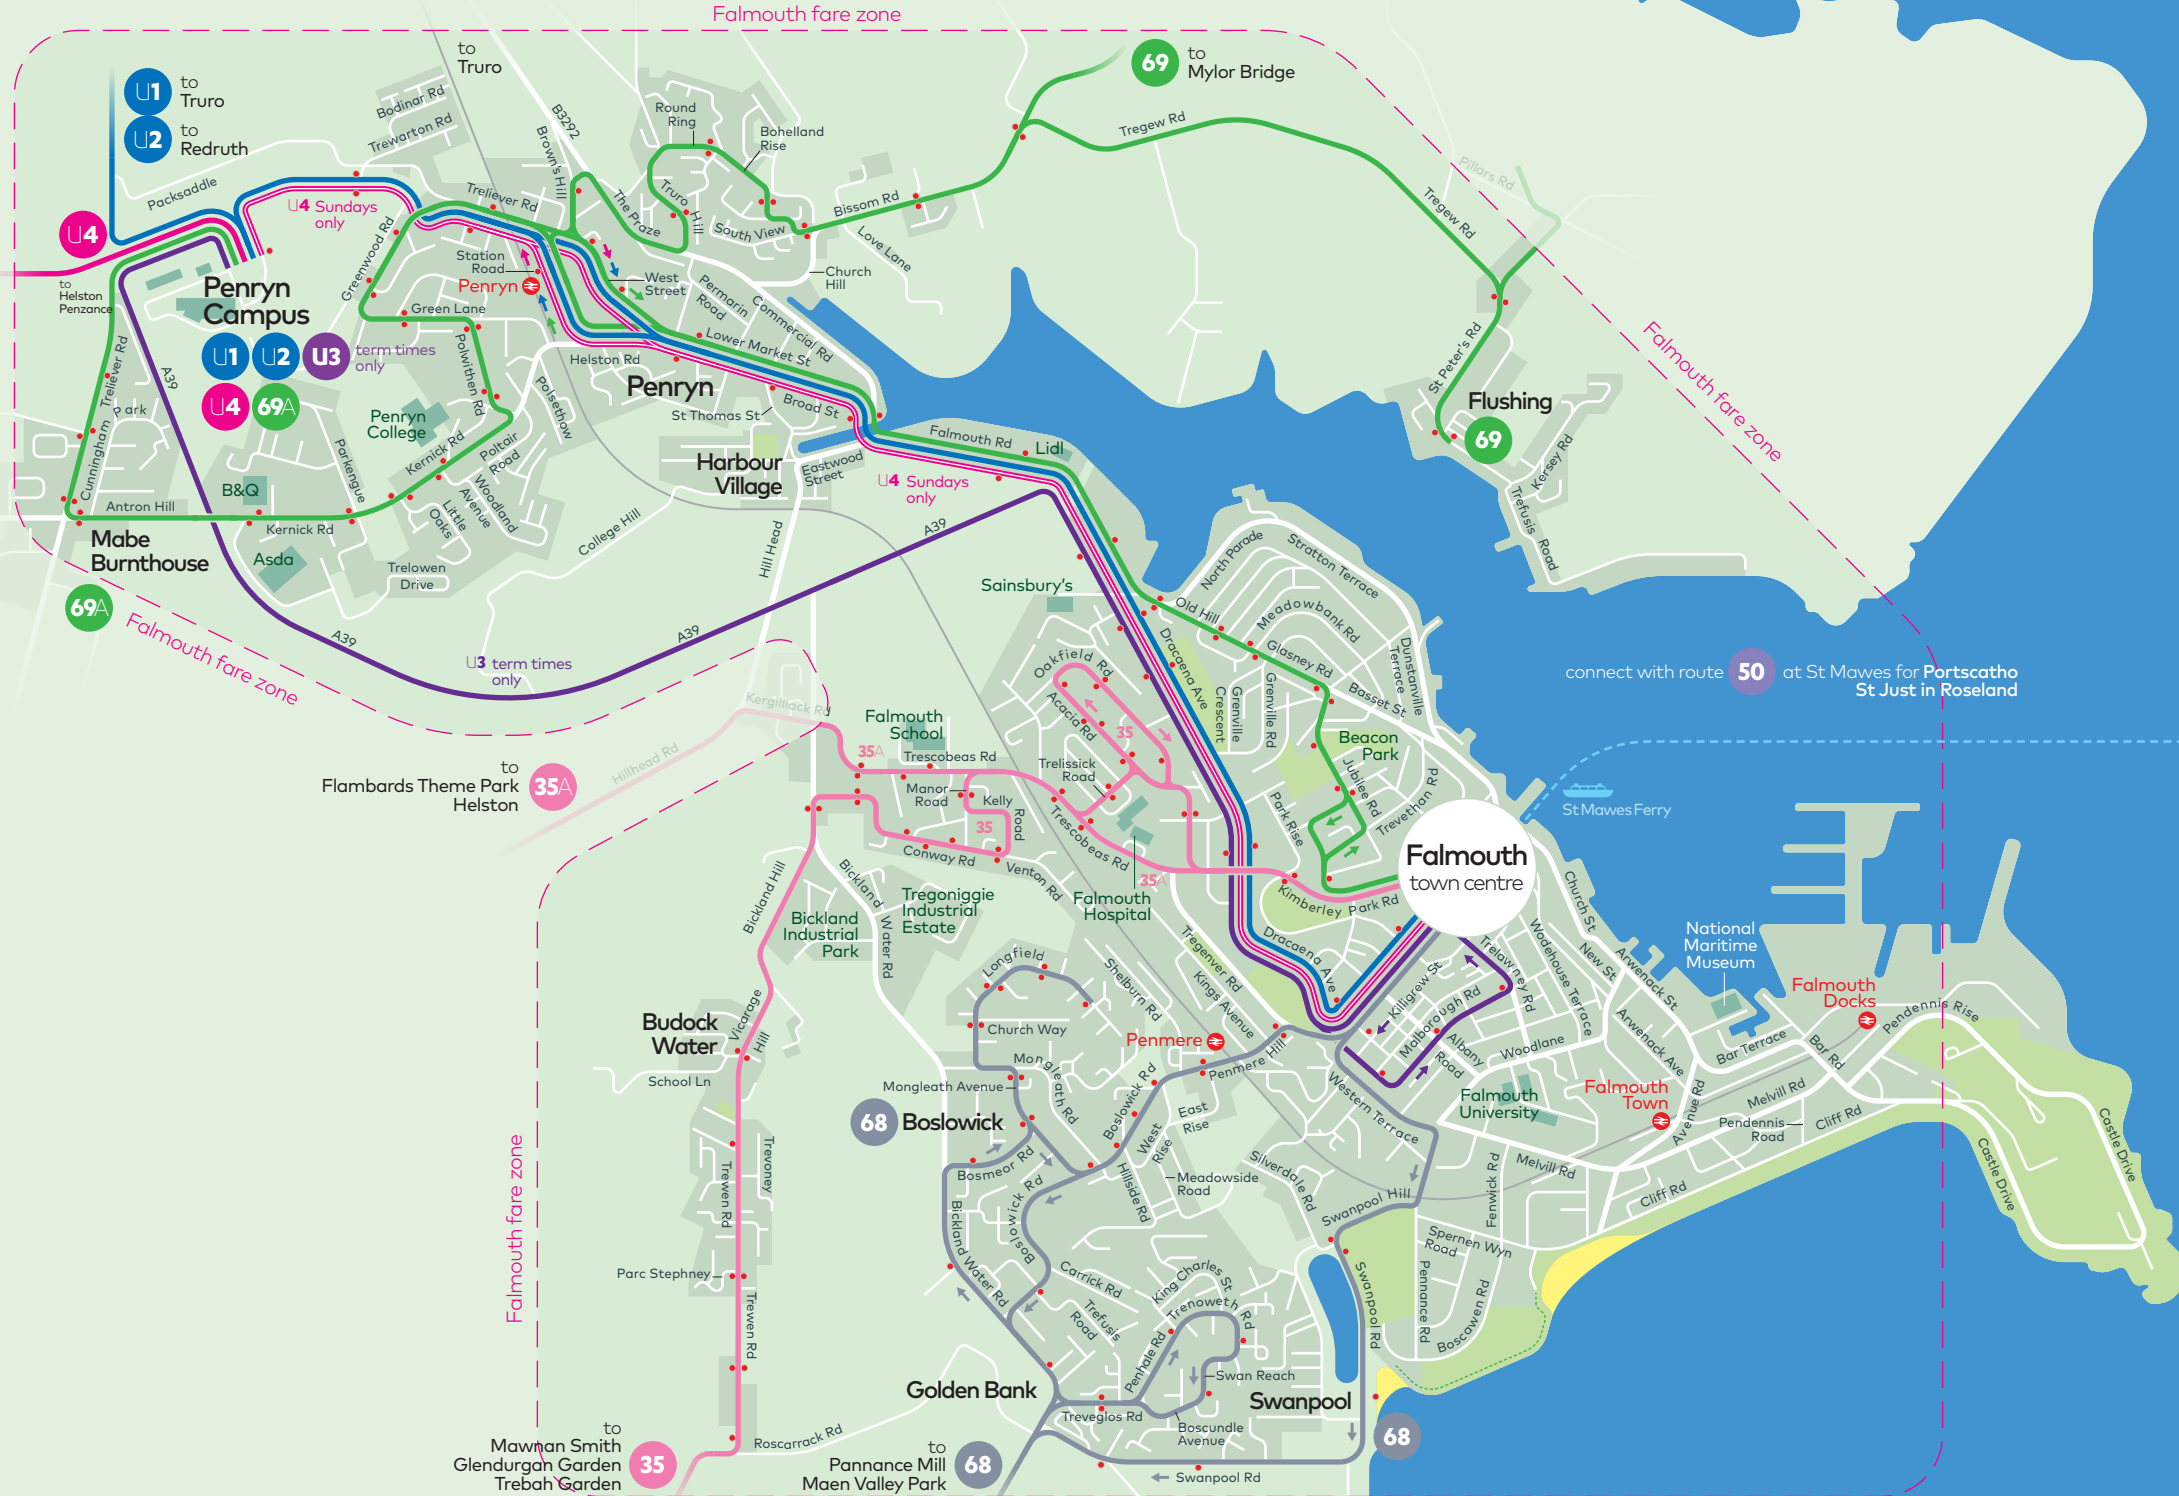 Falmouth fare zone
U1
to
Truro
U2
to
Redruth
to
Truro
69
to
Mylor Bridge
Bodinar Rd
Trewarton Rd
B3292
Brown's Hill
Round
Ring
Bohelland
Rise
Tregew Rd
Pillars Rd
Tregew Rd
Packsaddle
U4
U4 Sundays
only
Treliever Rd
The Praze
Truro Hill
South View
Bissom Rd
Love Lane
Church
Hill
Greenwood Rd
Station
Road
Penryn
West
Street
Permarin
Road
Commercial Rd
to
Helston
Penzance
Penryn
Campus
U1
U2
U3
term times
only
U4
69A
Green Lane
Lower Market St
Helston Rd
Penryn
St Thomas St
Broad St
Polwithen Rd
Polsethow
Treliever Rd
A39
Park
Cunningham
Penryn
College
Kernick Rd
Poltair
Road
Parkengue
Woodland
Avenue
Little
Oaks
B&Q
Antron Hill
Kernick Rd
Mabe
Burnthouse
Asda
Trelowen
Drive
69A
Falmouth fare zone
A39
Harbour
Village
Eastwood
Street
Falmouth Rd
Lidl
U4 Sundays
only
College Hill
Hill Head
A39
A39
U3 term times
only
St Peter's Rd
Flushing
69
Kersey Rd
Trefusis Road
Falmouth fare zone
Sainsbury's
North Parade
Stratton Terrace
Old Hill
Meadowbank Rd
Glasney Rd
Dunstanville
Terrace
Basset St
Dracaena Ave
Grenville
Crescent
Grenville Rd
Oakfield Rd
Acacia Rd
35
Beacon
Park
Jubilee Rd
Trevethan Rd
Park Rise
connect with route 50 at St Mawes for Portscatho
St Just in Roseland
St Mawes Ferry
Kergilliack Rd
Hillhead Rd
to
Flambards Theme Park
Helston
35A
35A
Falmouth
School
Trescobeas Rd
Trelissick
Road
Manor
Road
Kelly
Road
35
Conway Rd
Venton Rd
Trescobeas Rd
35A
Falmouth
Hospital
Kimberley Park Rd
Falmouth
town centre
Church St
Bickland Hill
Bickland
Water Rd
Bickland
Industrial
Park
Tregoniggie
Industrial
Estate
Longfield
Shelburn Rd
Tregenver Rd
Kings Avenue
Dracaena Ave
Killigrew St
Trelawney Rd
Wodehouse Terrace
New St
Arwenack St
Arwenack Ave
National
Maritime
Museum
Falmouth
Docks
Pendennis Rise
Budock
Water
Vicarage
Hill
School Ln
Church Way
Mongleath Rd
Mongleath Avenue
68
Boslowick
Penmere
Penmere Hill
Boslowick Rd
East
Rise
West
Rise
Malborough Rd
Albany
Road
Woodlane
Falmouth
University
Falmouth
Town
Bar Terrace
Bar Rd
Melvill Rd
Avenue Rd
Pendennis
Road
Cliff Rd
Castle Drive
Castle Drive
Western Terrace
Melvill Rd
Cliff Rd
Silverdale Rd
Meadowside
Road
Hillside Rd
Swanpool Hill
Fenwick Rd
Spernen Wyn
Road
Pennance Rd
Boscawen Rd
Swanpool Rd
Bosmeor Rd
Boslowick Rd
Bickland Water Rd
Carrick Rd
King Charles St
Trefusis
Road
Trenoweth Rd
Penhale Rd
Swan Reach
Boscundle
Avenue
Treveglos Rd
Golden Bank
Swanpool
68
Swanpool Rd
Trewen Rd
Trevoney
Parc Stephney
Trewen Rd
Roscarrack Rd
Falmouth fare zone
to
Mawnan Smith
Glendurgan Garden
Trebah Garden
35
to
Pannance Mill
Maen Valley Park
68